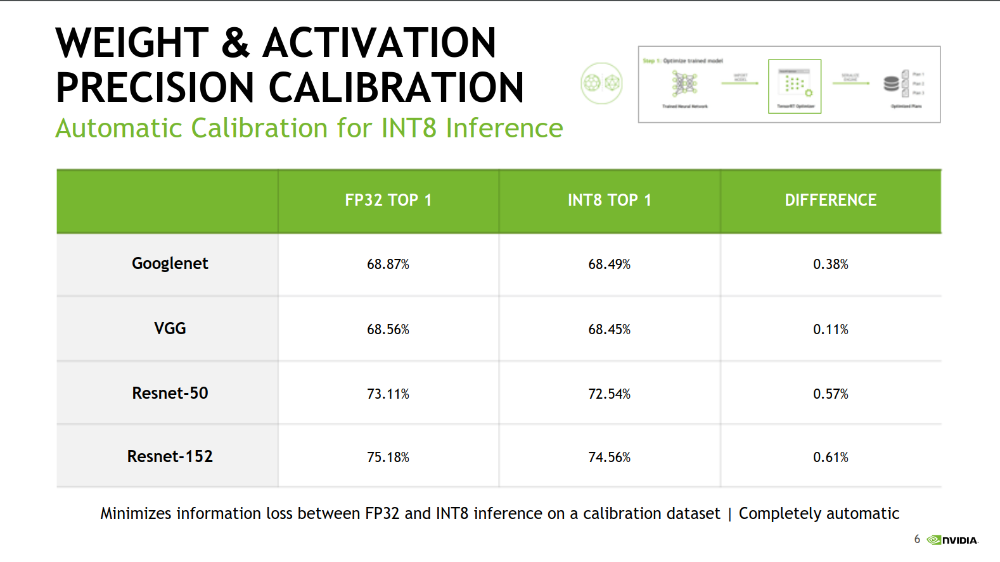 WEIGHT & ACTIVATION
PRECISION CALIBRATION
Automatic Calibration for INT8 Inference
Step 1: Optimize trained model
IMPORT
MODEL
SERIALIZE
ENGINE
Plan 1
Plan 2
Plan 3
Trained Neural Network
TensorRT Optimizer
Optimized Plans
FP32 TOP 1 INT8 TOP 1 DIFFERENCE
Googlenet 68.87% 68.49% 0.38%
VGG 68.56% 68.45% 0.11%
Resnet-50 73.11% 72.54% 0.57%
Resnet-152 75.18% 74.56% 0.61%
Minimizes information loss between FP32 and INT8 inference on a calibration dataset | Completely automatic
6 NVIDIA.